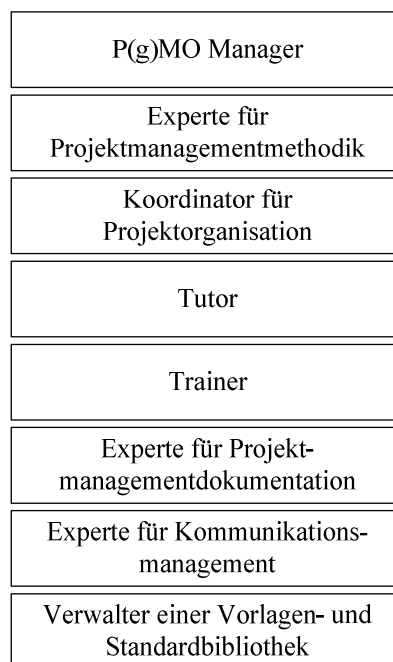 P(g)MO Manager
Experte für
Projektmanagementmethodik
Koordinator für
Projektorganisation
Tutor
Trainer
Experte für Projekt-
managementdokumentation
Experte für Kommunikations-
management
Verwalter einer Vorlagen- und
Standardbibliothek